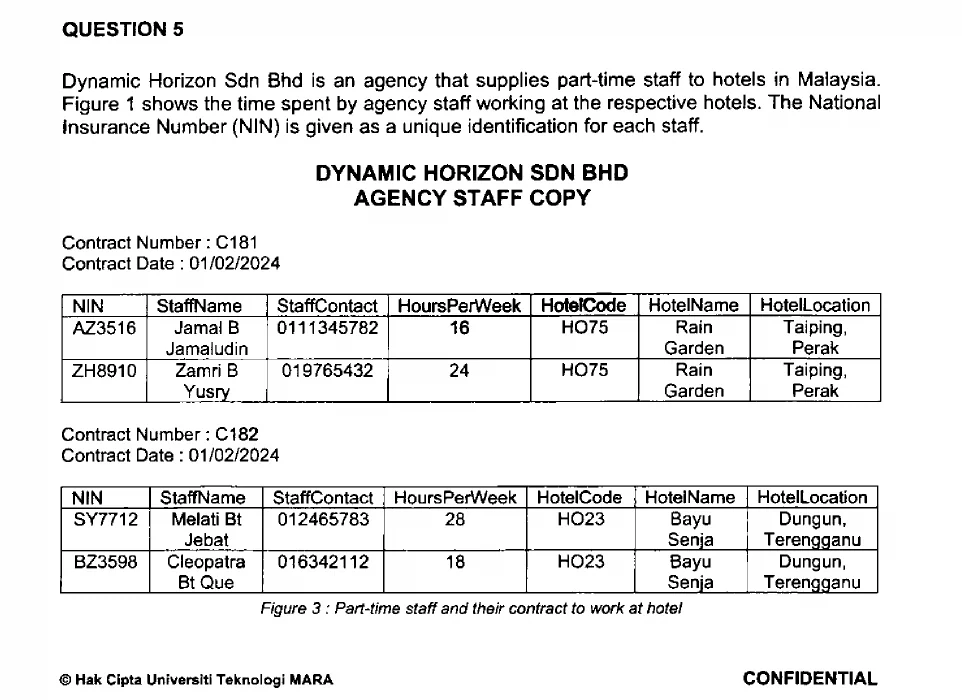 QUESTION 5
Dynamic Horizon Sdn Bhd is an agency that supplies part-time staff to hotels in Malaysia.
Figure 1 shows the time spent by agency staff working at the respective hotels. The National
Insurance Number (NIN) is given as a unique identification for each staff.
DYNAMIC HORIZON SDN BHD
AGENCY STAFF COPY
Contract Number : C181
Contract Date : 01/02/2024
NIN StaffName StaffContact HoursPerWeek HotelCode HotelName HotelLocation
AZ3516 Jamal B 0111345782 16 HO75 Rain Taiping,
Jamaludin Garden Perak
ZH8910 Zamri B 019765432 24 HO75 Rain Taiping,
Yusry Garden Perak
Contract Number : C182
Contract Date : 01/02/2024
NIN StaffName StaffContact HoursPerWeek HotelCode HotelName HotelLocation
SY7712 Melati Bt 012465783 28 HO23 Bayu Dungun,
Jebat Senja Terengganu
BZ3598 Cleopatra 016342112 18 HO23 Bayu Dungun,
Bt Que Senja Terengganu
Figure 3 : Part-time staff and their contract to work at hotel
© Hak Cipta Universiti Teknologi MARA CONFIDENTIAL